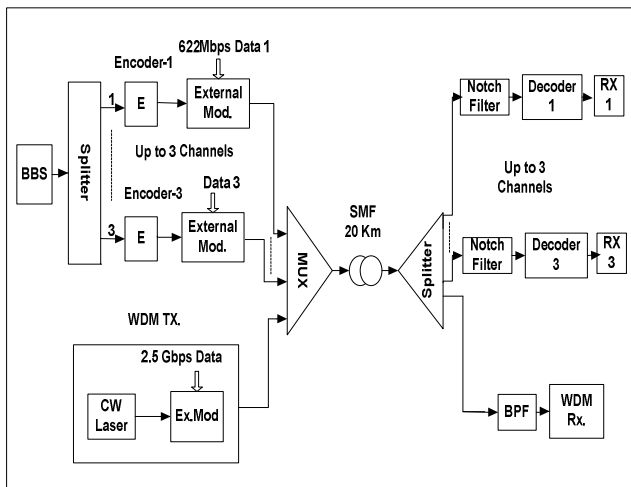 622Mbps Data 1
Encoder-1
1
E
External
Mod.
BBS
Splitter
Up to 3 Channels
Encoder-3
Data 3
3
E
External
Mod.
MUX
SMF
20 Km
Splitter
Notch
Filter
Decoder
1
RX
1
Up to 3
Channels
Notch
Filter
Decoder
3
RX
3
WDM TX.
2.5 Gbps Data
CW
Laser
Ex.Mod
BPF
WDM
Rx.